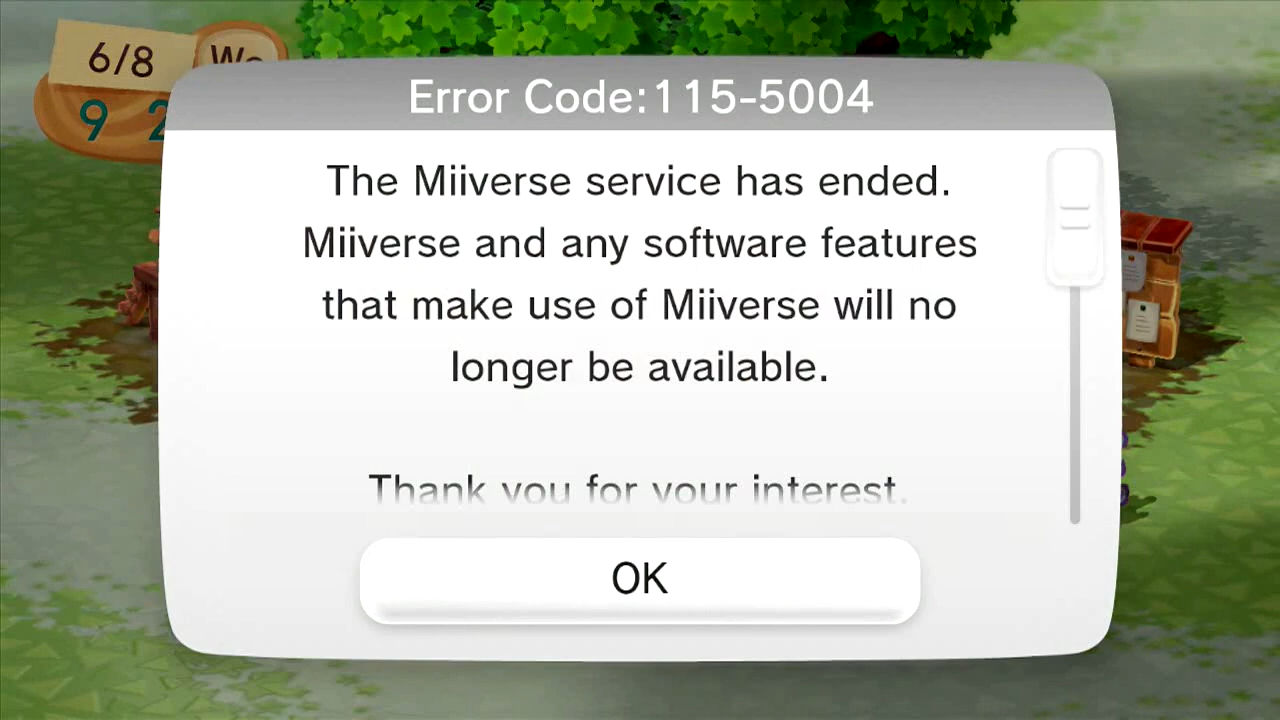 6/8
9
Error Code:115-5004
The Miiverse service has ended.
Miiverse and any software features
that make use of Miiverse will no
longer be available.
Thank you for your interest.
OK